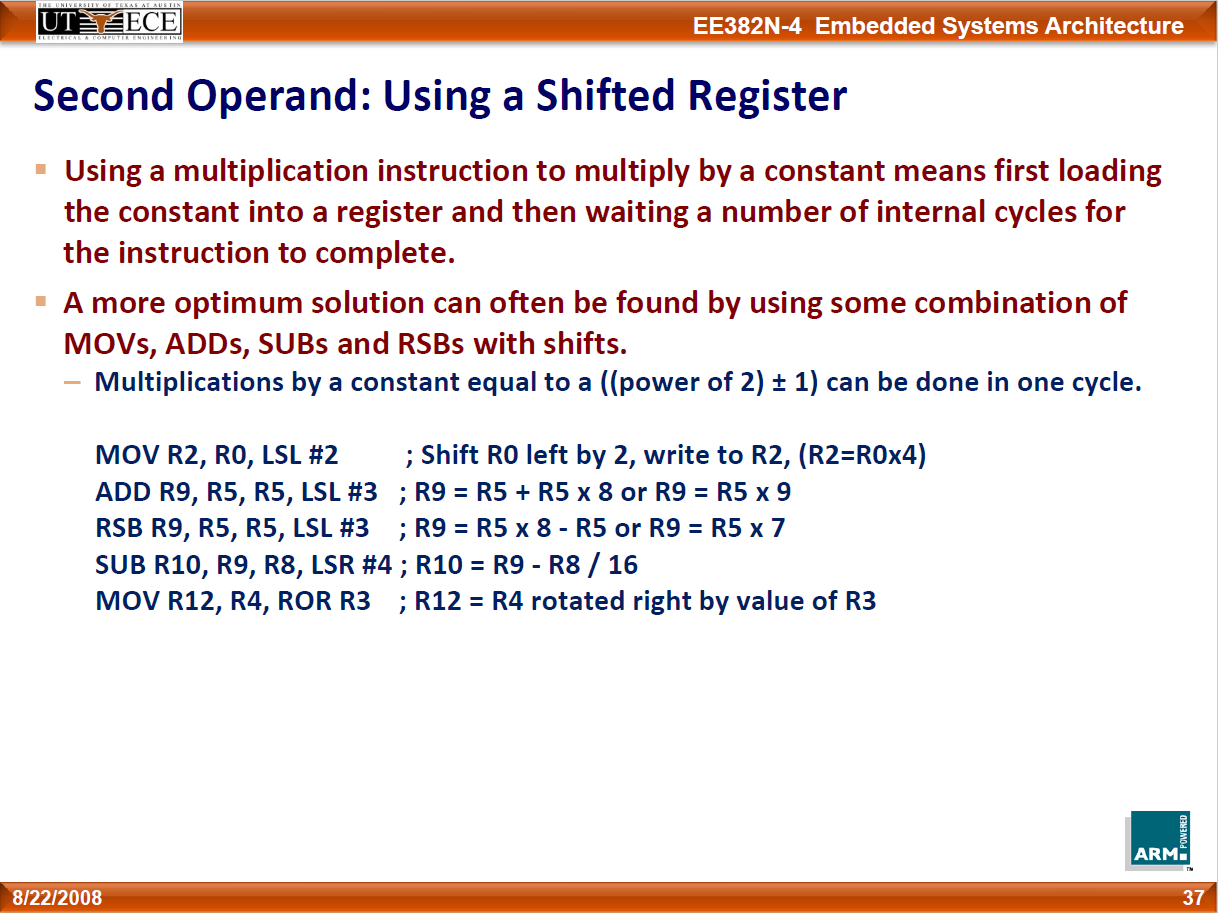 THE UNIVERSITY OF TEXAS AT AUSTIN
UT ECE
ELECTRICAL & COMPUTER ENGINEERING
EE382N-4 Embedded Systems Architecture
Second Operand: Using a Shifted Register
Using a multiplication instruction to multiply by a constant means first loading
the constant into a register and then waiting a number of internal cycles for
the instruction to complete.
A more optimum solution can often be found by using some combination of
MOVs, ADDs, SUBs and RSBs with shifts.
– Multiplications by a constant equal to a ((power of 2) ± 1) can be done in one cycle.
MOV R2, R0, LSL #2 ; Shift R0 left by 2, write to R2, (R2=R0x4)
ADD R9, R5, R5, LSL #3 ; R9 = R5 + R5 x 8 or R9 = R5 x 9
RSB R9, R5, R5, LSL #3 ; R9 = R5 x 8 - R5 or R9 = R5 x 7
SUB R10, R9, R8, LSR #4 ; R10 = R9 - R8 / 16
MOV R12, R4, ROR R3 ; R12 = R4 rotated right by value of R3
ARM POWERED
TM
8/22/2008
37